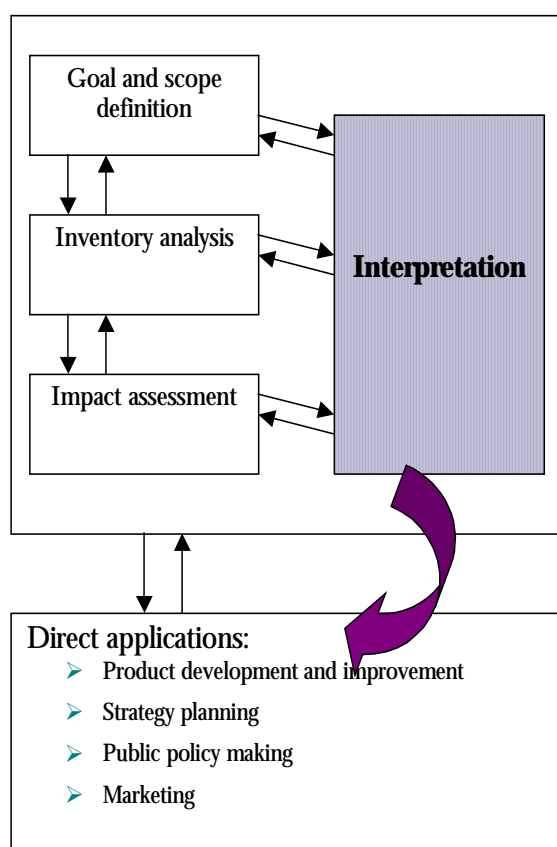 Goal and scope
definition
Inventory analysis
Interpretation
Impact assessment
Direct applications:
➢ Product development and improvement
➢ Strategy planning
➢ Public policy making
➢ Marketing